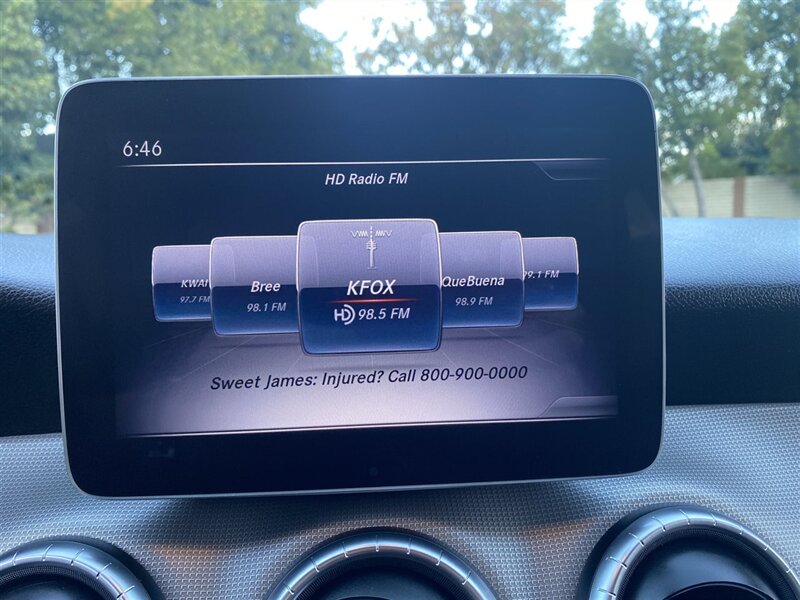 6:46
HD Radio FM
KWAI Bree KFOX QueBuena
97.7 FM 98.1 FM HD 98.5 FM 98.9 FM 99.1 FM
Sweet James: Injured? Call 800-900-0000